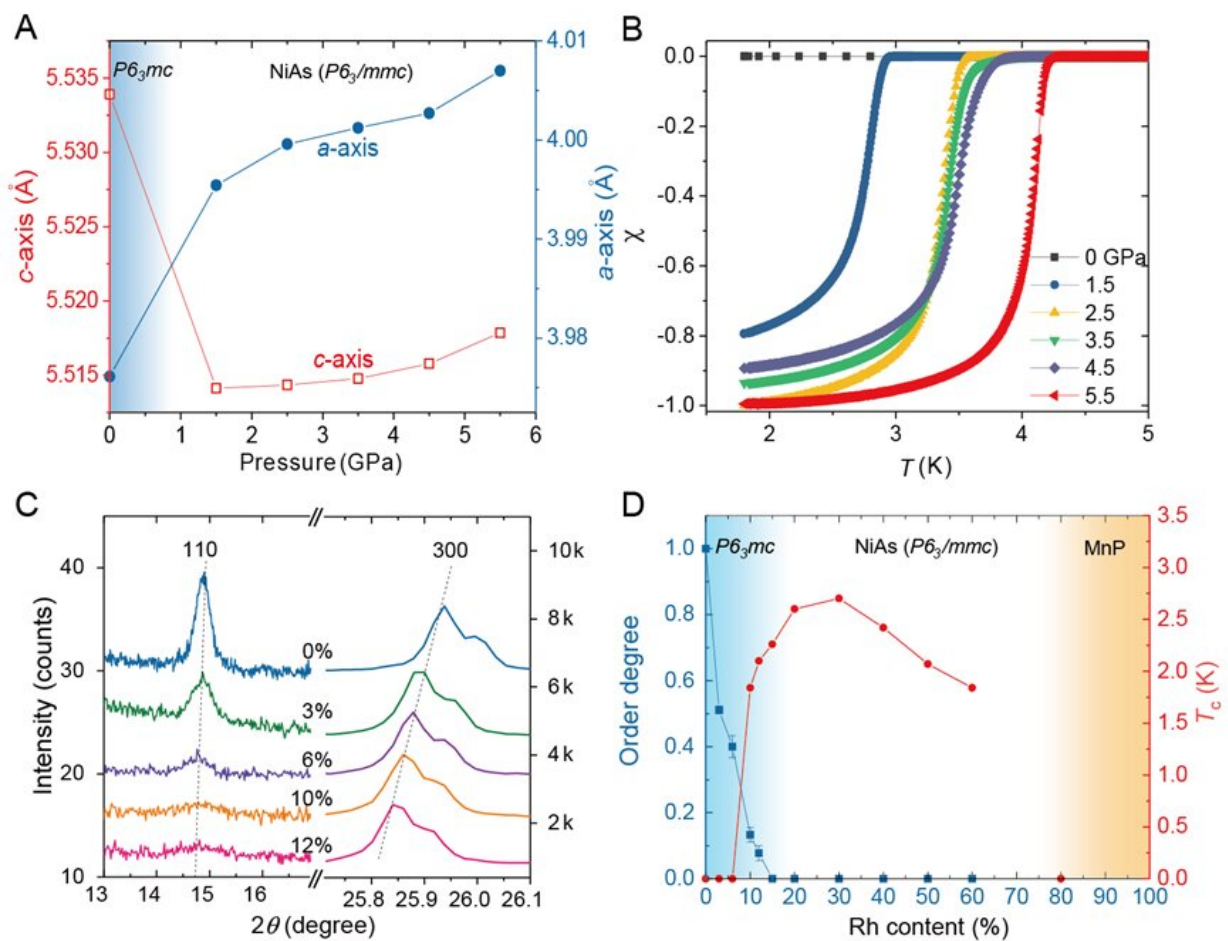 A
P6₃mc
NiAs (P6₃/mmc)
a-axis
c-axis
5.535
5.530
5.525
5.520
5.515
c-axis (Å)
4.01
4.00
3.99
3.98
a-axis (Å)
0 1 2 3 4 5 6
Pressure (GPa)
B
0.0
-0.2
-0.4
-0.6
-0.8
-1.0
χ
0 GPa
1.5
2.5
3.5
4.5
5.5
2 3 4 5
T (K)
C
110
300
40
30
20
10
Intensity (counts)
0%
3%
6%
10%
12%
10k
8k
6k
4k
2k
13 14 15 16 25.8 25.9 26.0 26.1
2θ (degree)
D
P6₃mc
NiAs (P6₃/mmc)
MnP
1.0
0.8
0.6
0.4
0.2
0.0
Order degree
3.5
3.0
2.5
2.0
1.5
1.0
0.5
0.0
Tc (K)
0 10 20 30 40 50 60 70 80 90 100
Rh content (%)